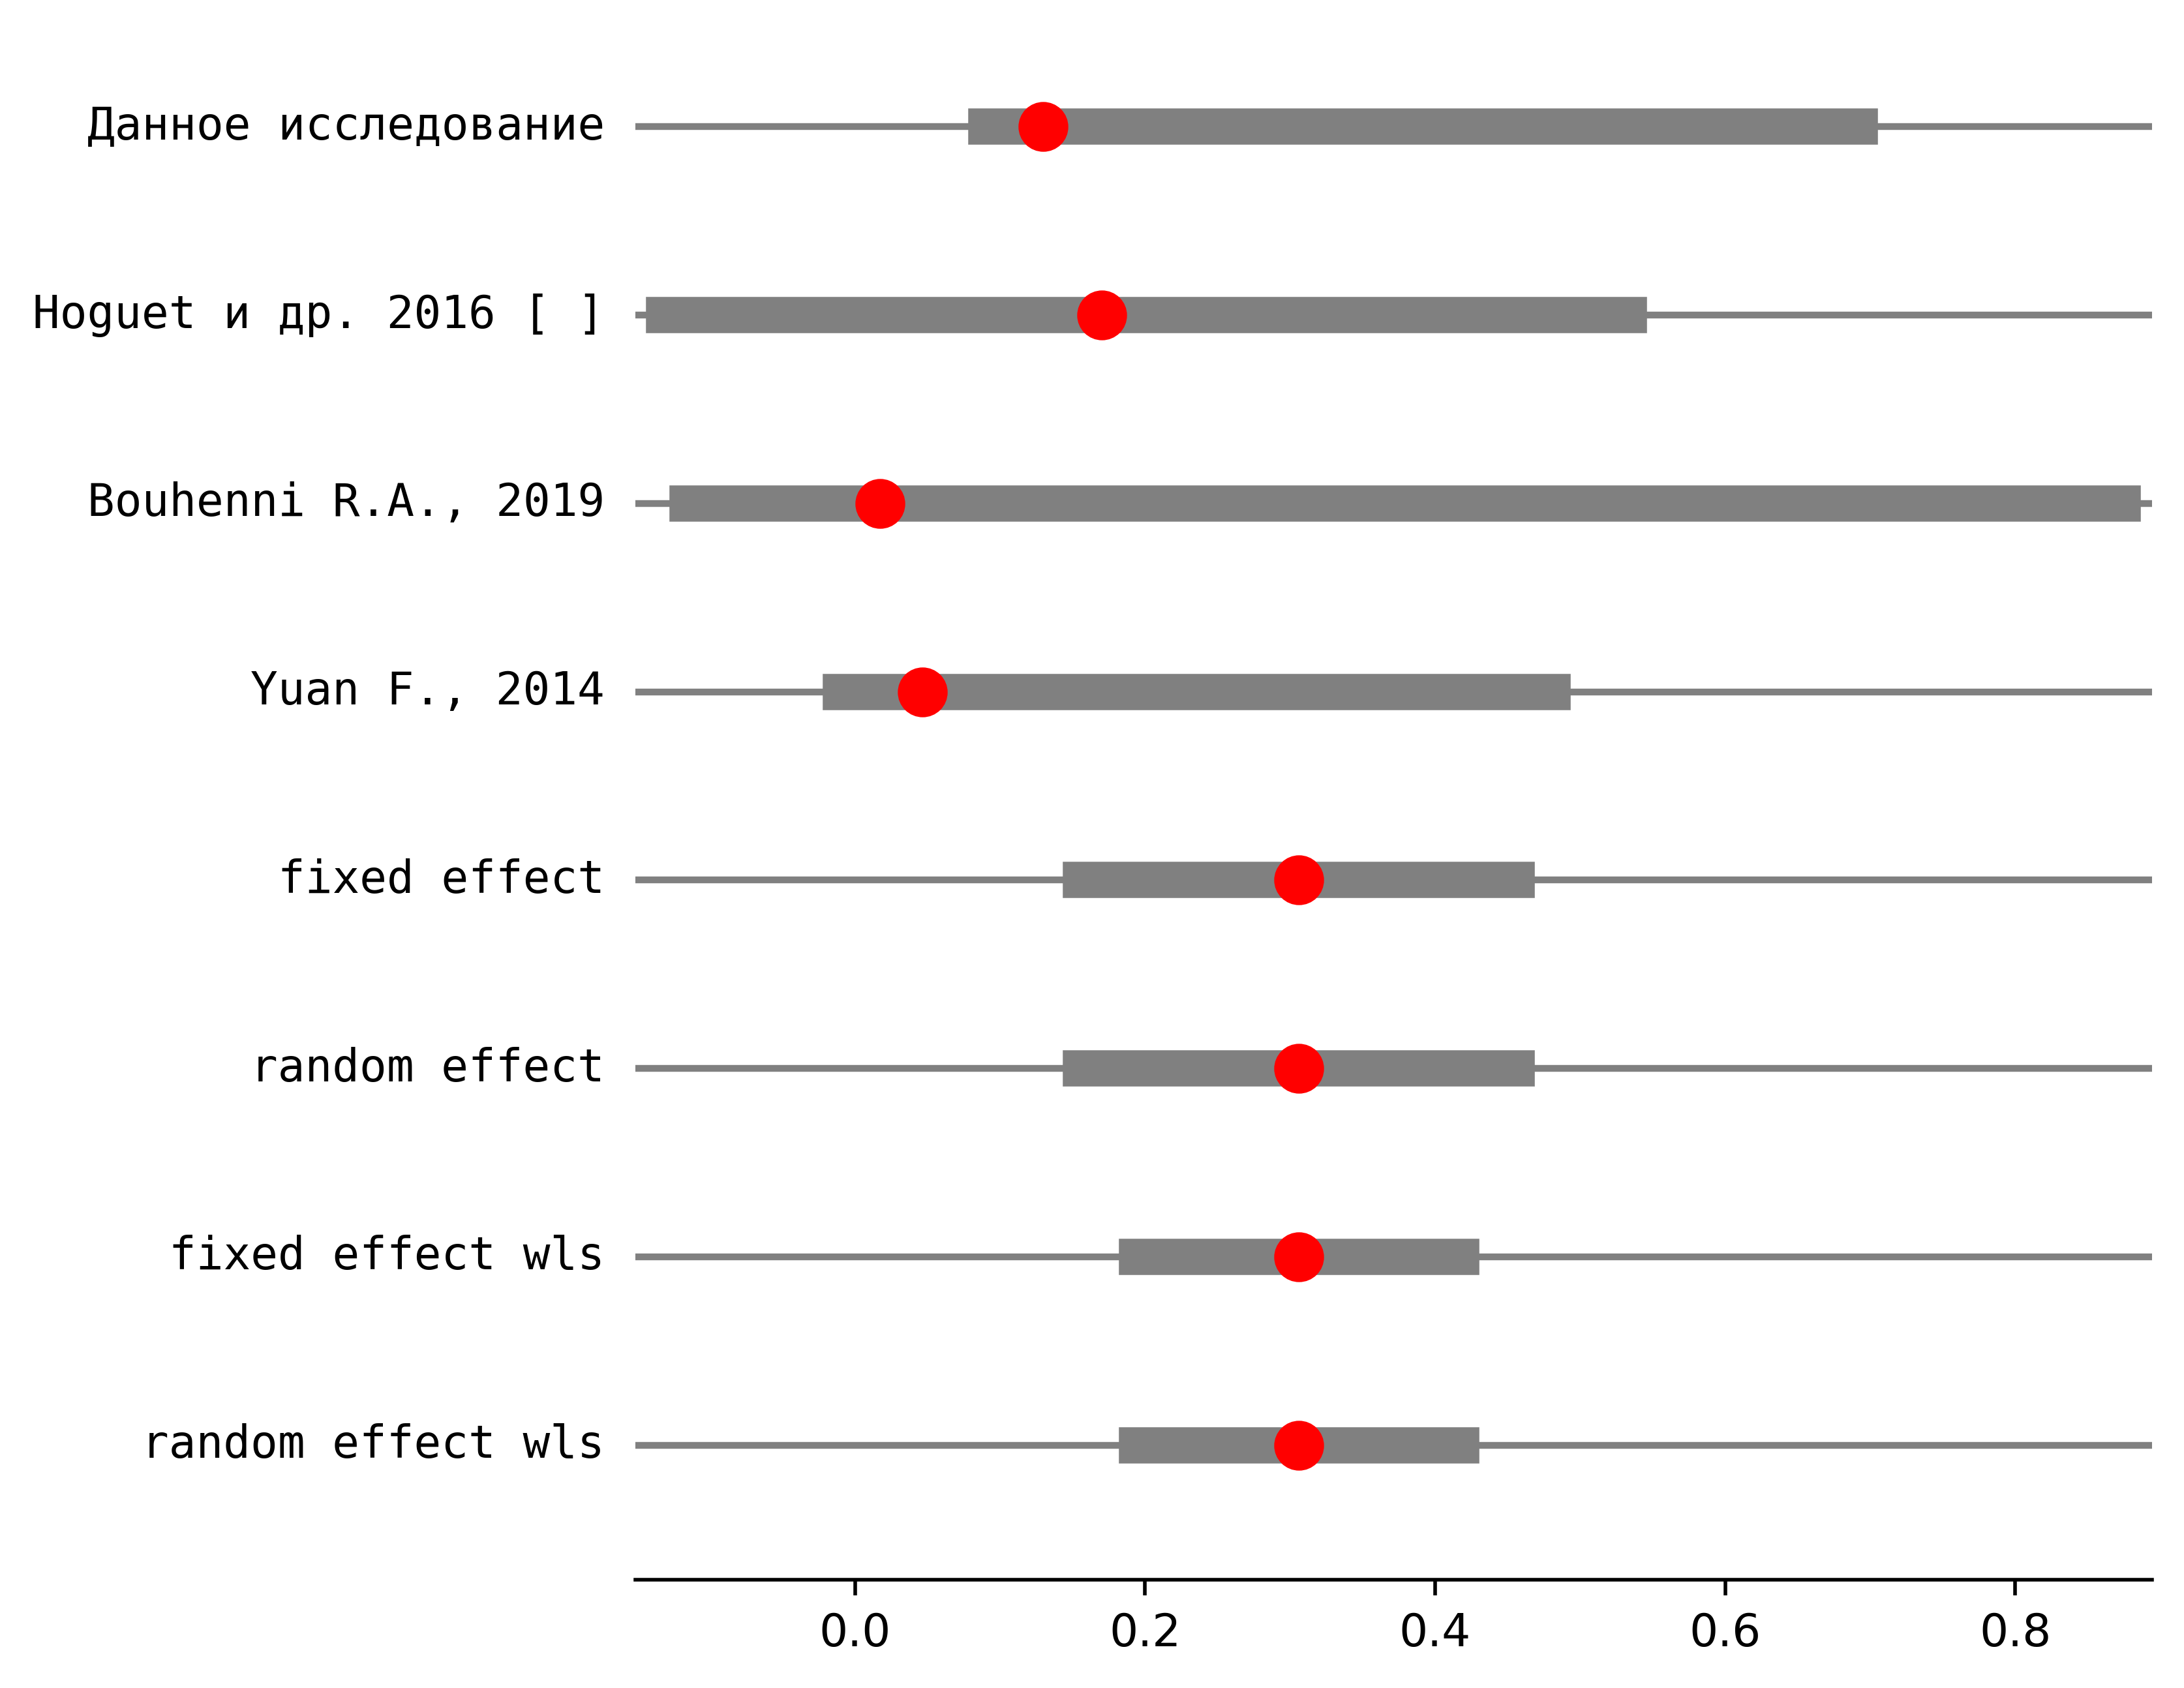 Данное исследование
Hoguet и др. 2016 [ ]
Bouhenni R.A., 2019
Yuan F., 2014
fixed effect
random effect
fixed effect wls
random effect wls
0.0 0.2 0.4 0.6 0.8